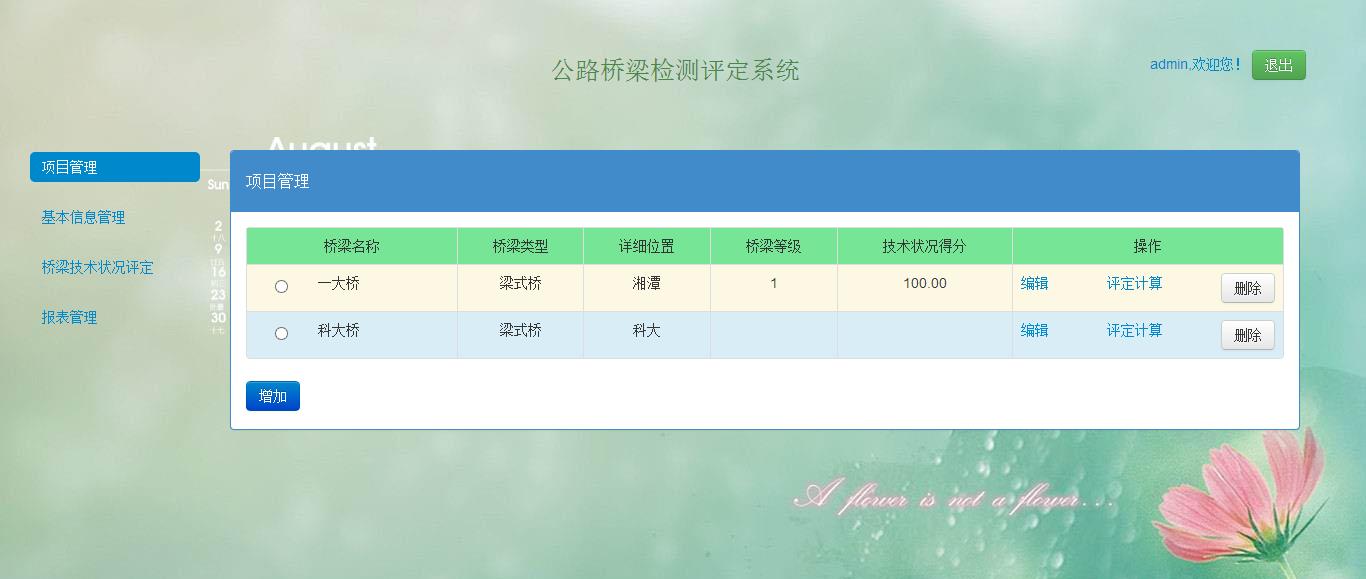 公路桥梁检测评定系统
admin,欢迎您!
退出
August
项目管理
基本信息管理
桥梁技术状况评定
报表管理
Sun
2
十八
9
16
23
30
十七
项目管理
桥梁名称 桥梁类型 详细位置 桥梁等级 技术状况得分 操作
一大桥 梁式桥 湘潭 1 100.00 编辑 评定计算 删除
科大桥 梁式桥 科大 编辑 评定计算 删除
增加
A flower is not a flower...